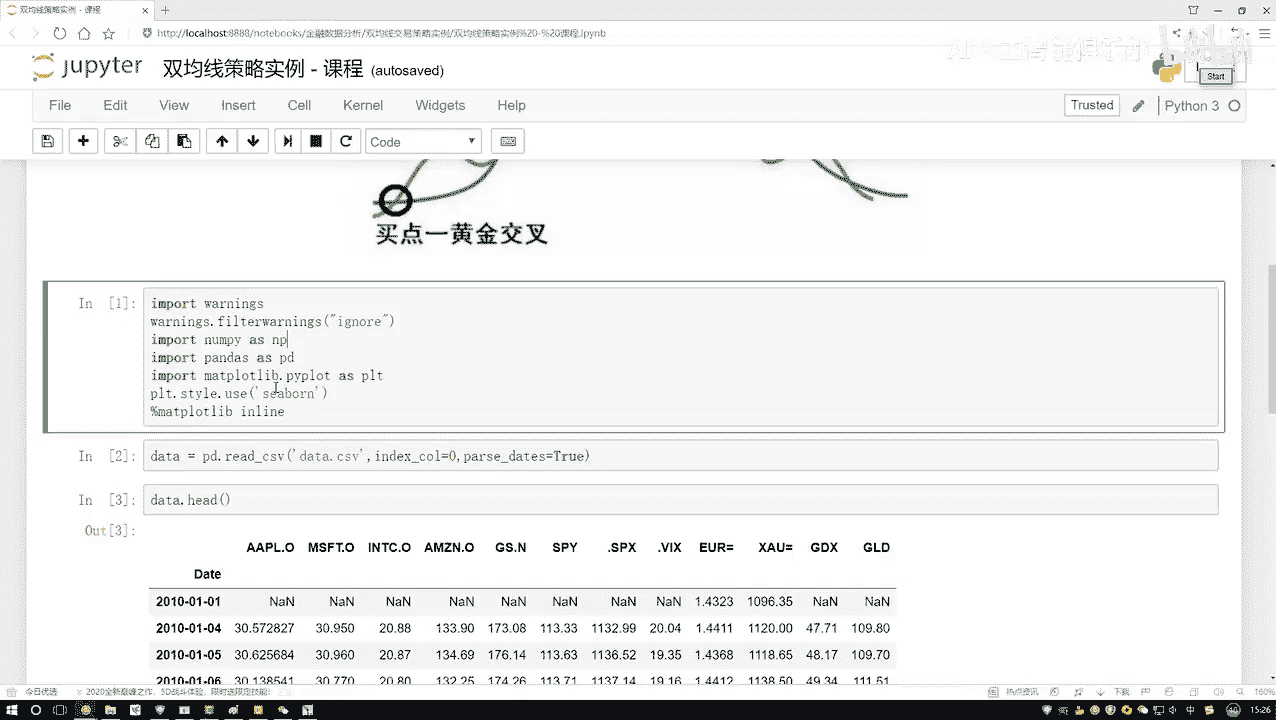 双均线策略实例 - 课程
http://localhost:8888/notebooks/金融数据分析/双均线交易策略实例/双均线策略实例%20-%20课程.ipynb
jupyter 双均线策略实例 - 课程 (autosaved)
Start
File Edit View Insert Cell Kernel Widgets Help
Trusted Python 3
Code
买点一黄金交叉
In [1]:
import warnings
warnings.filterwarnings("ignore")
import numpy as np
import pandas as pd
import matplotlib.pyplot as plt
plt.style.use('seaborn')
%matplotlib inline
In [2]: data = pd.read_csv('data.csv',index_col=0,parse_dates=True)
In [3]: data.head()
Out[3]:
AAPL.O MSFT.O INTC.O AMZN.O GS.N SPY .SPX .VIX EUR= XAU= GDX GLD
Date
2010-01-01 NaN NaN NaN NaN NaN NaN NaN NaN 1.4323 1096.35 NaN NaN
2010-01-04 30.572827 30.950 20.88 133.90 173.08 113.33 1132.99 20.04 1.4411 1120.00 47.71 109.80
2010-01-05 30.625684 30.960 20.87 134.69 176.14 113.63 1136.52 19.35 1.4368 1118.65 48.17 109.70
2010-01-06 30.138541 30.770 20.80 132.25 174.26 113.71 1137.14 19.16 1.4412 1138.50 49.34 111.51
今日优选 2020全新巅峰之作，5D战斗体验，限时送限定技能！ 热点资讯 下载 160%
中 15:26